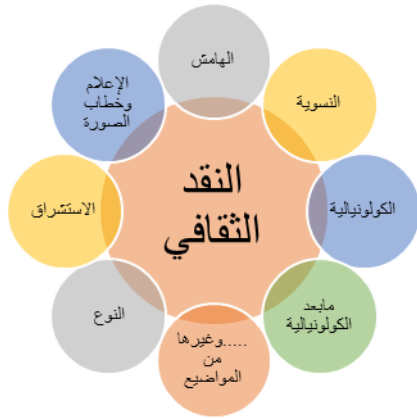 النقد
الثقافي
الهامش
النسوية
الكولونيالية
مابعد
الكولونيالية
.....وغيرها
من
المواضيع
النوع
الاستشراق
الإعلام
وخطاب
الصورة